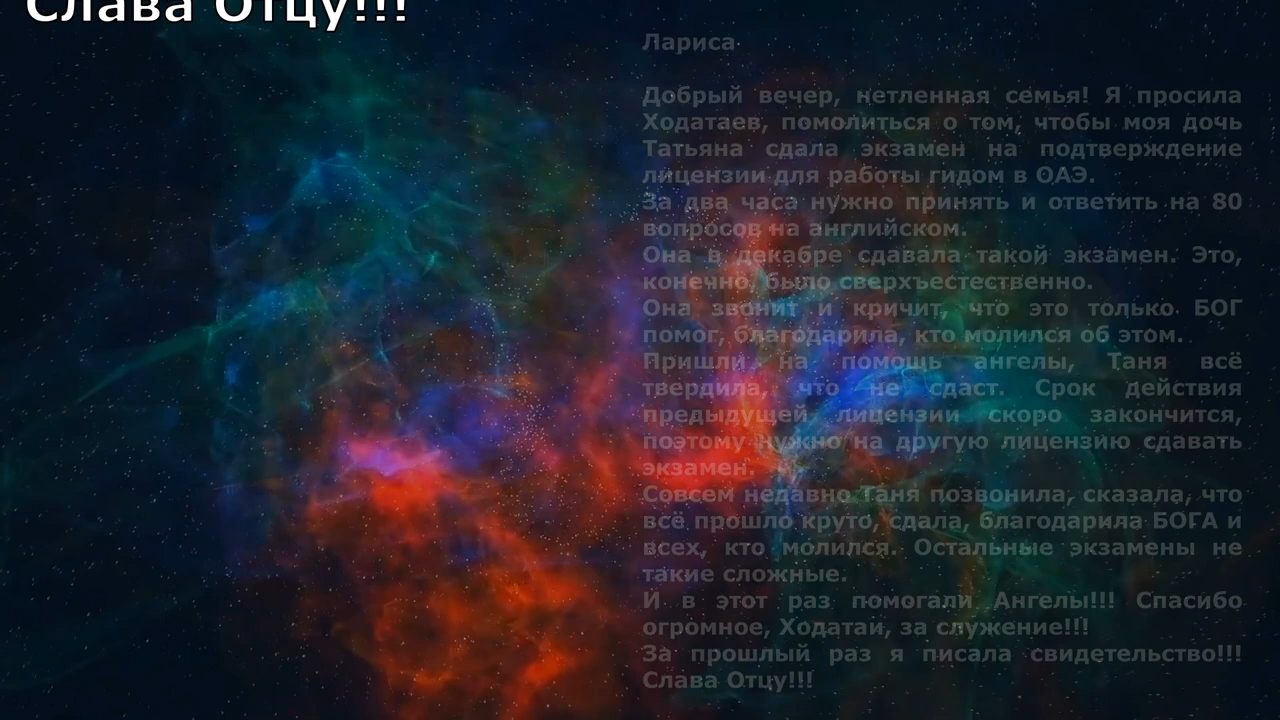 Слава Отцу!!!
Лариса
Добрый вечер, нетленная семья! Я просила
Ходатаев, помолиться о том, чтобы моя дочь
Татьяна сдала экзамен на подтверждение
лицензии для работы гидом в ОАЭ.
За два часа нужно принять и ответить на 80
вопросов на английском.
Она в декабре сдавала такой экзамен. Это,
конечно, было сверхъестественно.
Она звонит и кричит, что это только БОГ
помог, благодарила, кто молился об этом.
Пришли на помощь ангелы, Таня всё
твердила, что не сдаст. Срок действия
предыдущей лицензии скоро закончится,
поэтому нужно на другую лицензию сдавать
экзамен.
Совсем недавно Таня позвонила, сказала, что
всё прошло круто, сдала, благодарила БОГА и
всех, кто молился. Остальные экзамены не
такие сложные.
И в этот раз помогали Ангелы!!! Спасибо
огромное, Ходатаи, за служение!!!
За прошлый раз я писала свидетельство!!!
Слава Отцу!!!